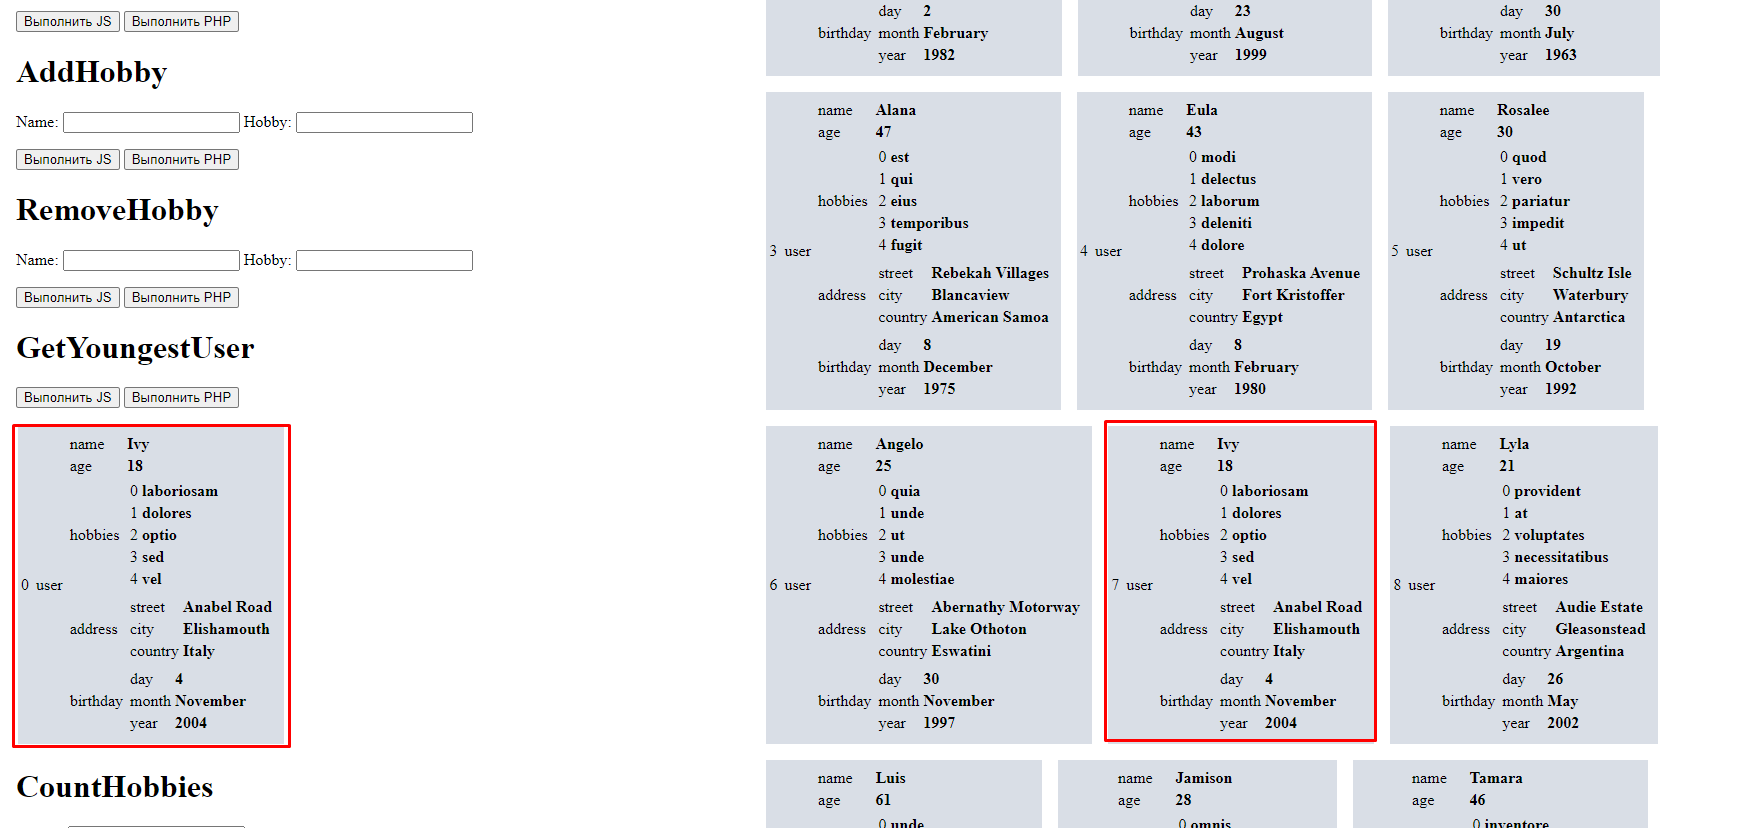 Выполнить JS Выполнить PHP
AddHobby
Name: Hobby:
Выполнить JS Выполнить PHP
RemoveHobby
Name: Hobby:
Выполнить JS Выполнить PHP
GetYoungestUser
Выполнить JS Выполнить PHP
name Ivy
age 18
0 laboriosam
1 dolores
hobbies 2 optio
3 sed
4 vel
0 user
street Anabel Road
address city Elishamouth
country Italy
day 4
birthday month November
year 2004
CountHobbies
day 2
birthday month February
year 1982
day 23
birthday month August
year 1999
day 30
birthday month July
year 1963
name Alana
age 47
0 est
1 qui
hobbies 2 eius
3 temporibus
4 fugit
3 user
street Rebekah Villages
address city Blancaview
country American Samoa
day 8
birthday month December
year 1975
name Eula
age 43
0 modi
1 delectus
hobbies 2 laborum
3 deleniti
4 dolore
4 user
street Prohaska Avenue
address city Fort Kristoffer
country Egypt
day 8
birthday month February
year 1980
name Rosalee
age 30
0 quod
1 vero
hobbies 2 pariatur
3 impedit
4 ut
5 user
street Schultz Isle
address city Waterbury
country Antarctica
day 19
birthday month October
year 1992
name Angelo
age 25
0 quia
1 unde
hobbies 2 ut
3 unde
4 molestiae
6 user
street Abernathy Motorway
address city Lake Othoton
country Eswatini
day 30
birthday month November
year 1997
name Ivy
age 18
0 laboriosam
1 dolores
hobbies 2 optio
3 sed
4 vel
7 user
street Anabel Road
address city Elishamouth
country Italy
day 4
birthday month November
year 2004
name Lyla
age 21
0 provident
1 at
hobbies 2 voluptates
3 necessitatibus
4 maiores
8 user
street Audie Estate
address city Gleasonstead
country Argentina
day 26
birthday month May
year 2002
name Luis
age 61
0 unde
name Jamison
age 28
0 omnis
name Tamara
age 46
0 inventore